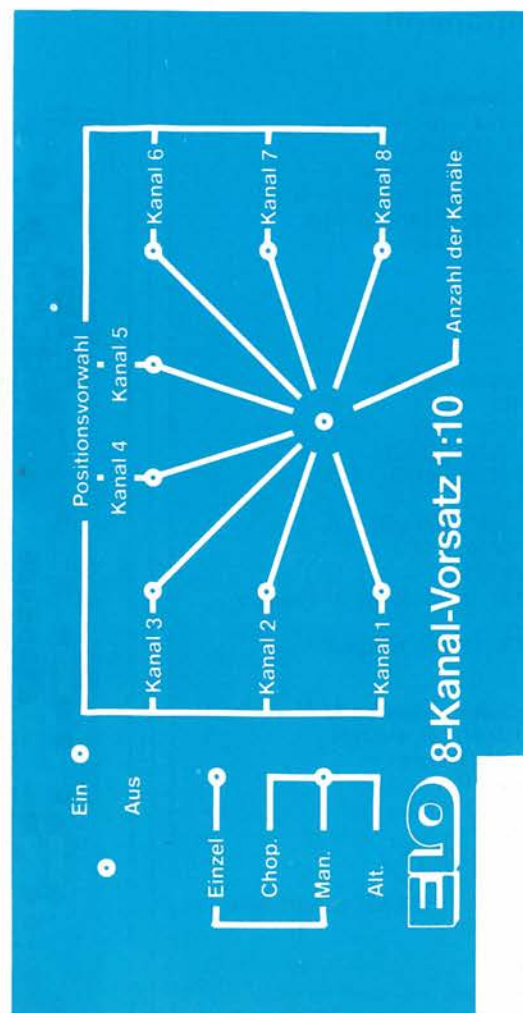 Ein
Aus
Einzel
Chop.
Man.
Alt.
Positionsvorwahl
Kanal 1
Kanal 2
Kanal 3
Kanal 4
Kanal 5
Kanal 6
Kanal 7
Kanal 8
Anzahl der Kanäle
ELO 8-Kanal-Vorsatz 1:10